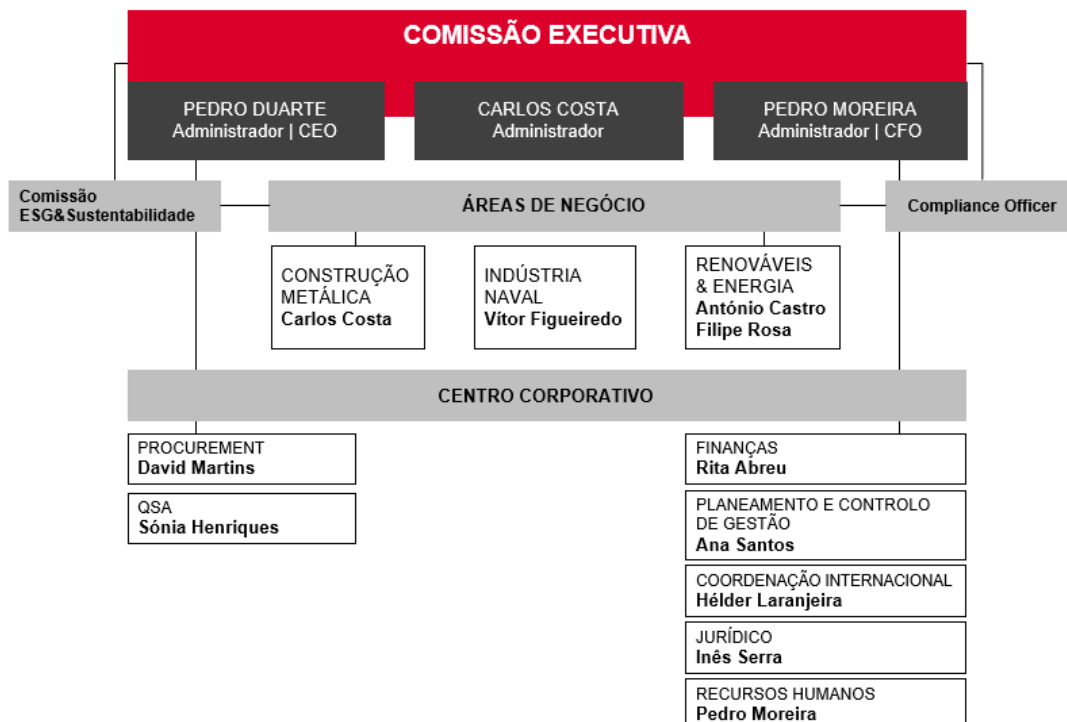 COMISSÃO EXECUTIVA
PEDRO DUARTE
Administrador | CEO
CARLOS COSTA
Administrador
PEDRO MOREIRA
Administrador | CFO
Comissão
ESG&Sustentabilidade
ÁREAS DE NEGÓCIO
Compliance Officer
CONSTRUÇÃO
METÁLICA
Carlos Costa
INDÚSTRIA
NAVAL
Vítor Figueiredo
RENOVÁVEIS
& ENERGIA
António Castro
Filipe Rosa
CENTRO CORPORATIVO
PROCUREMENT
David Martins
QSA
Sónia Henriques
FINANÇAS
Rita Abreu
PLANEAMENTO E CONTROLO
DE GESTÃO
Ana Santos
COORDENAÇÃO INTERNACIONAL
Hélder Laranjeira
JURÍDICO
Inês Serra
RECURSOS HUMANOS
Pedro Moreira